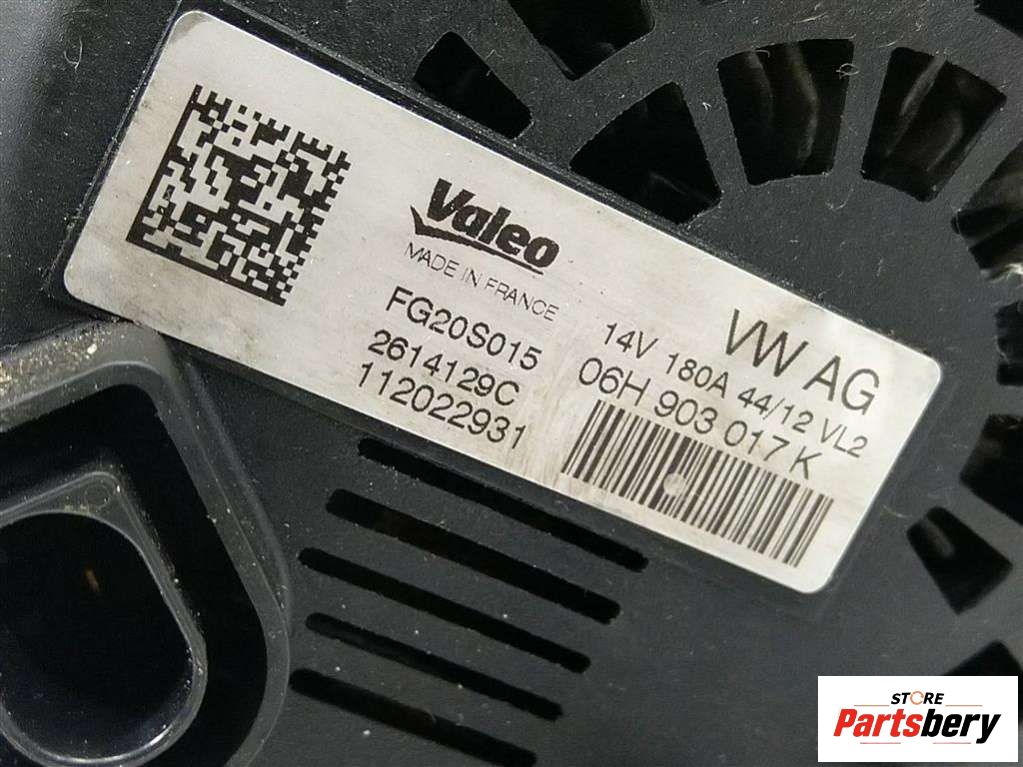 Valeo
MADE IN FRANCE
FG20S015
2614129C
112022931
VW AG
14V 180A 44/12 VL2
06H 903 017 K
STORE
Partsbery